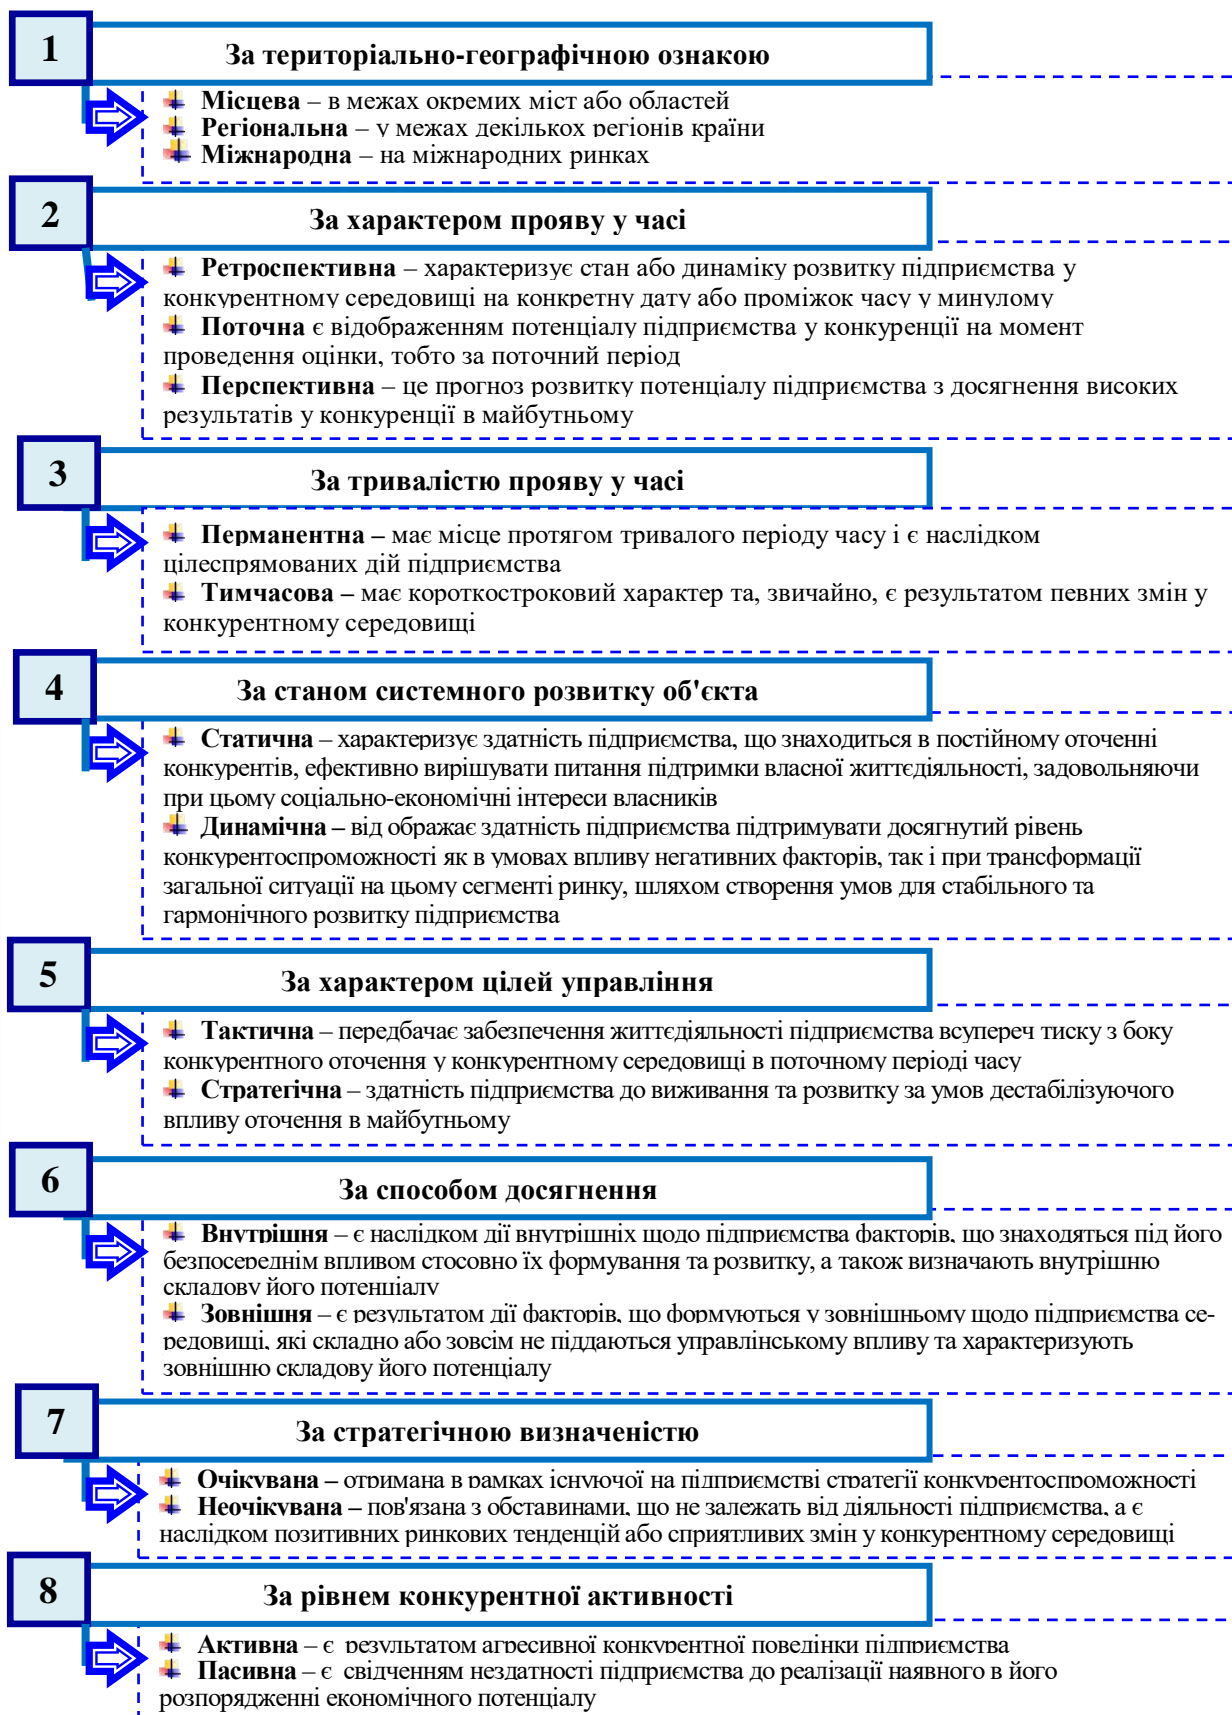 1
За територіально-географічною ознакою
Місцева – в межах окремих міст або областей
Регіональна – у межах декількох регіонів країни
Міжнародна – на міжнародних ринках
2
За характером прояву у часі
Ретроспективна – характеризує стан або динаміку розвитку підприємства у
конкурентному середовищі на конкретну дату або проміжок часу у минулому
Поточна є відображенням потенціалу підприємства у конкуренції на момент
проведення оцінки, тобто за поточний період
Перспективна – це прогноз розвитку потенціалу підприємства з досягнення високих
результатів у конкуренції в майбутньому
3
За тривалістю прояву у часі
Перманентна – має місце протягом тривалого періоду часу і є наслідком
цілеспрямованих дій підприємства
Тимчасова – має короткостроковий характер та, звичайно, є результатом певних змін у
конкурентному середовищі
4
За станом системного розвитку об'єкта
Статична – характеризує здатність підприємства, що знаходиться в постійному оточенні
конкурентів, ефективно вирішувати питання підтримки власної життєдіяльності, задовольняючи
при цьому соціально-економічні інтереси власників
Динамічна – від ображає здатність підприємства підтримувати досягнутий рівень
конкурентоспроможності як в умовах впливу негативних факторів, так і при трансформації
загальної ситуації на цьому сегменті ринку, шляхом створення умов для стабільного та
гармонічного розвитку підприємства
5
За характером цілей управління
Тактична – передбачає забезпечення життєдіяльності підприємства всупереч тиску з боку
конкурентного оточення у конкурентному середовищі в поточному періоді часу
Стратегічна – здатність підприємства до виживання та розвитку за умов дестабілізуючого
впливу оточення в майбутньому
6
За способом досягнення
Внутрішня – є наслідком дії внутрішніх щодо підприємства факторів, що знаходяться під його
безпосереднім впливом стосовно їх формування та розвитку, а також визначають внутрішню
складову його потенціалу
Зовнішня – є результатом дії факторів, що формуються у зовнішньому щодо підприємства се-
редовищі, які складно або зовсім не піддаються управлінському впливу та характеризують
зовнішню складову його потенціалу
7
За стратегічною визначеністю
Очікувана – отримана в рамках існуючої на підприємстві стратегії конкурентоспроможності
Неочікувана – пов'язана з обставинами, що не залежать від діяльності підприємства, а є
наслідком позитивних ринкових тенденцій або сприятливих змін у конкурентному середовищі
8
За рівнем конкурентної активності
Активна – є результатом агресивної конкурентної поведінки підприємства
Пасивна – є свідченням нездатності підприємства до реалізації наявного в його
розпорядженні економічного потенціалу